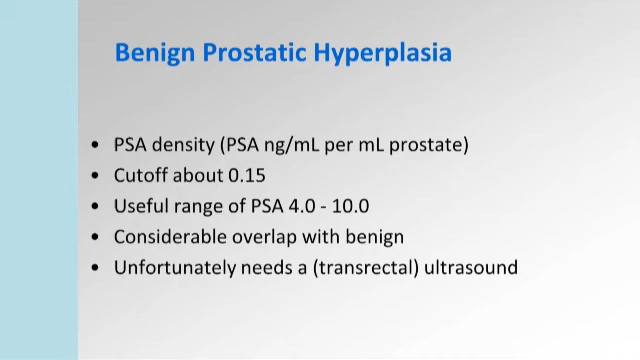 Benign Prostatic Hyperplasia
• PSA density (PSA ng/mL per mL prostate)
• Cutoff about 0.15
• Useful range of PSA 4.0 - 10.0
• Considerable overlap with benign
• Unfortunately needs a (transrectal) ultrasound